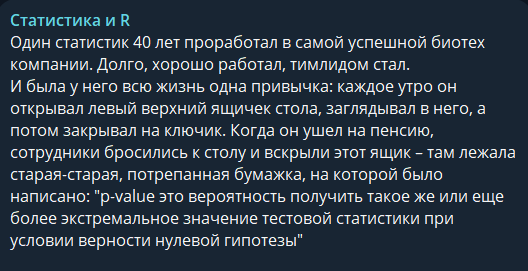 Статистика и R
Один статистик 40 лет проработал в самой успешной биотех
компании. Долго, хорошо работал, тимлидом стал.
И была у него всю жизнь одна привычка: каждое утро он
открывал левый верхний ящичек стола, заглядывал в него, а
потом закрывал на ключик. Когда он ушел на пенсию,
сотрудники бросились к столу и вскрыли этот ящик – там лежала
старая-старая, потрепанная бумажка, на которой было
написано: "p-value это вероятность получить такое же или еще
более экстремальное значение тестовой статистики при
условии верности нулевой гипотезы"